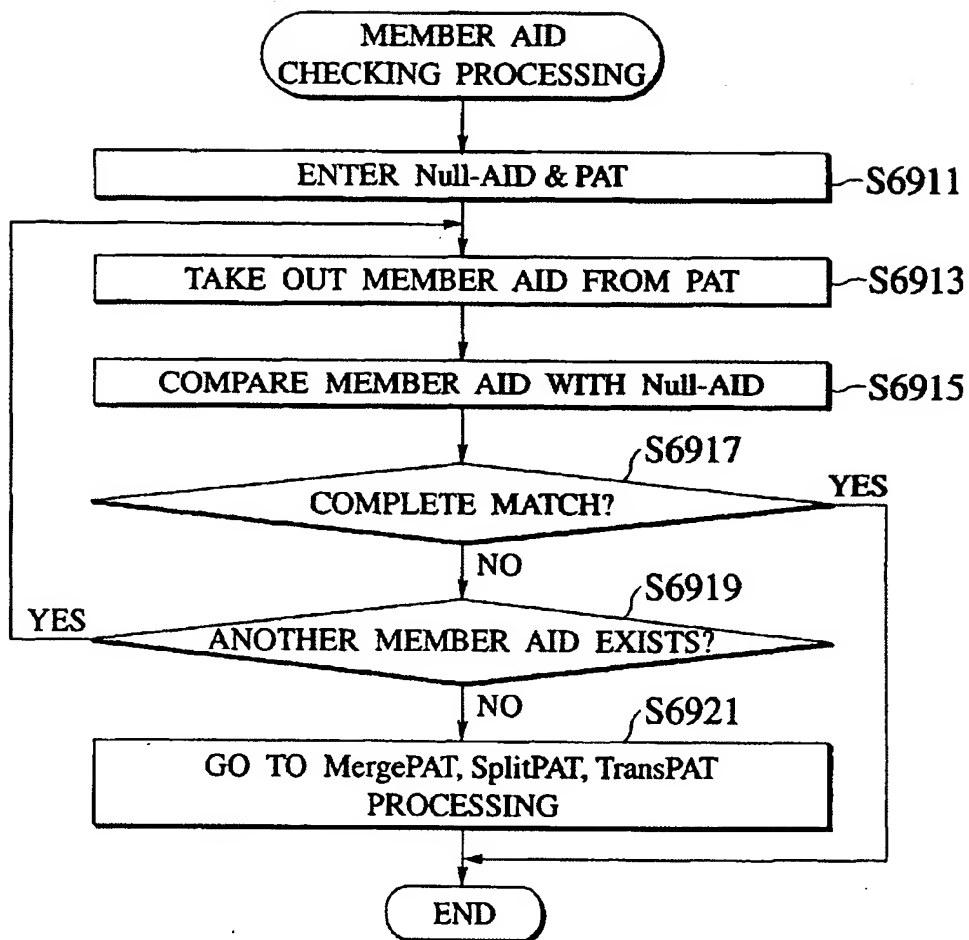 MEMBER AID
CHECKING PROCESSING
ENTER Null-AID & PAT
S6911
TAKE OUT MEMBER AID FROM PAT
S6913
COMPARE MEMBER AID WITH Null-AID
S6915
S6917
COMPLETE MATCH?
YES
NO
S6919
YES
ANOTHER MEMBER AID EXISTS?
NO
S6921
GO TO MergePAT, SplitPAT, TransPAT
PROCESSING
END